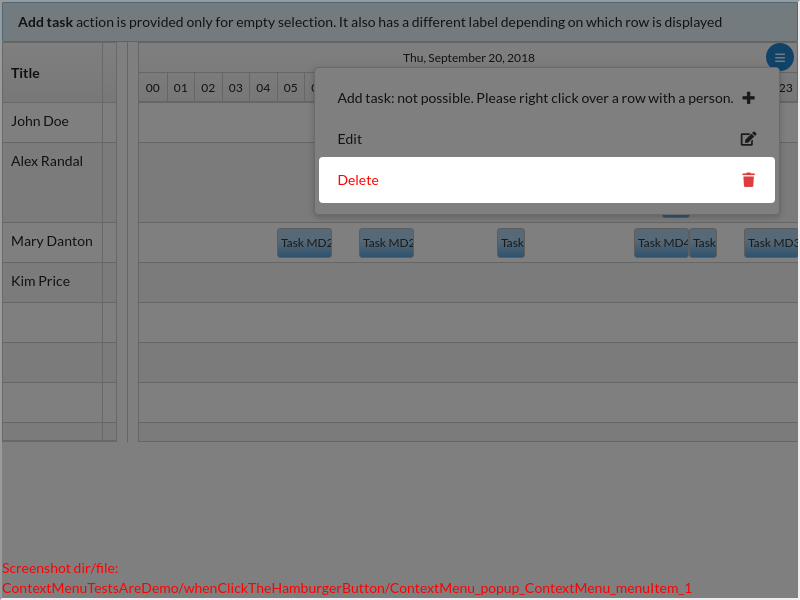 Add task action is provided only for empty selection. It also has a different label depending on which row is displayed
Title
Thu, September 20, 2018
00 01 02 03 04 05 23
Add task: not possible. Please right click over a row with a person.
Edit
Delete
John Doe
Alex Randal
Mary Danton
Task MD2 Task MD2 Task Task MD4 Task Task MD3
Kim Price
Screenshot dir/file:
ContextMenuTestsAreDemo/whenClickTheHamburgerButton/ContextMenu_popup_ContextMenu_menuItem_1